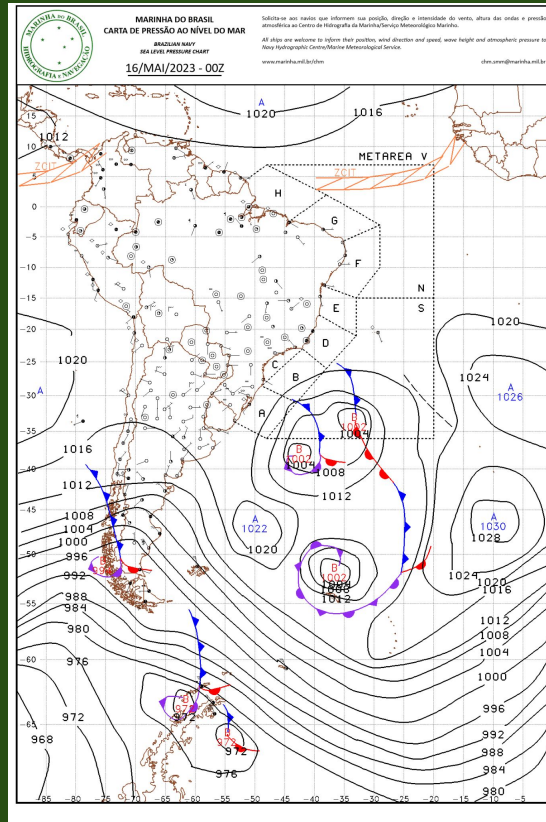 MARINHA DO BRASIL
HIDROGRAFIA E NAVEGAÇÃO
MARINHA DO BRASIL
CARTA DE PRESSÃO AO NÍVEL DO MAR
BRAZILIAN NAVY
SEA LEVEL PRESSURE CHART
16/MAI/2023 - 00Z
Solicita-se aos navios que informem sua posição, direção e intensidade do vento, altura das ondas e pressão
atmosférica ao Centro de Hidrografia da Marinha/Serviço Meteorológico Marinho.
All ships are welcome to inform their position, wind direction and speed, wave height and atmospheric pressure to
Navy Hydrographic Centre/Marine Meteorological Service.
www.marinha.mil.br/chm
chm.smm@marinha.mil.br
A
1020
1016
15
1012
10
METAREA V
ZCIT
ZCIT
5
H
0
G
-5
F
-10
N
-15
E
S
-20
1020
D
-25
1020
C
1024
B
A
A
1026
-30
A
B
1002
-35
1004
1016
B
1002
1004
1008
-40
1012
1012
-45
1008
A
1022
A
1030
1004
1028
1000
1020
-50
996
B
B
1002
992
1024
1020
1008
1016
988
1012
-55
984
1012
980
1008
1004
-60
976
1000
B
996
972
972
-65
B
972
992
968
972
988
976
984
980
-85
-80
-75
-70
-65
-60
-55
-50
-45
-40
-35
-30
-25
-20
-15
-10
-5